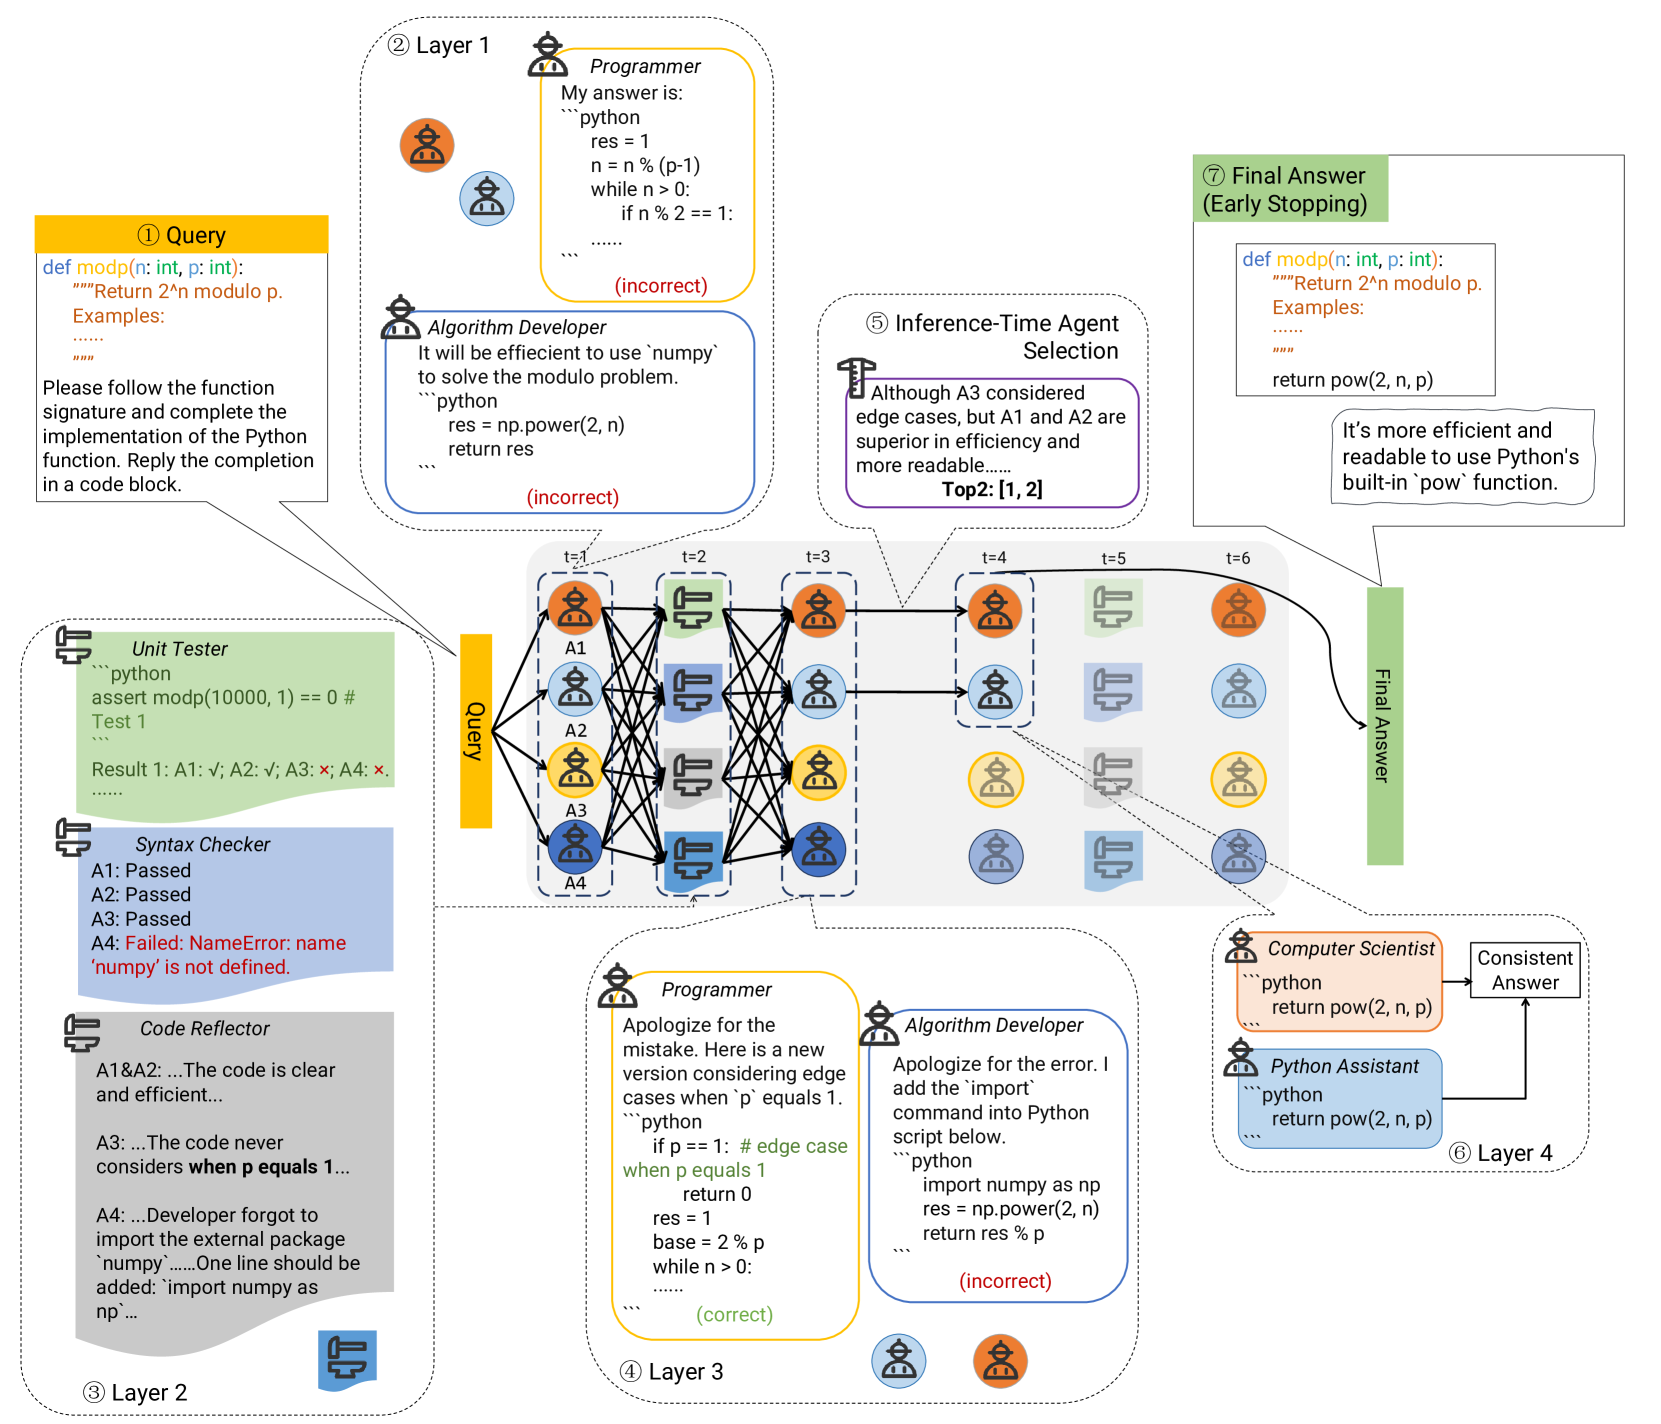 ① Query
def modp(n: int, p: int):
"""Return 2^n modulo p.
Examples:
......
"""
Please follow the function
signature and complete the
implementation of the Python
function. Reply the completion
in a code block.
② Layer 1
Programmer
My answer is:
```python
res = 1
n = n % (p-1)
while n > 0:
if n % 2 == 1:
......
```
(incorrect)
Algorithm Developer
It will be effiecient to use `numpy`
to solve the modulo problem.
```python
res = np.power(2, n)
return res
```
(incorrect)
Unit Tester
```python
assert modp(10000, 1) == 0 #
Test 1
```
Result 1: A1: √; A2: √; A3: ×; A4: ×.
......
Syntax Checker
A1: Passed
A2: Passed
A3: Passed
A4: Failed: NameError: name
‘numpy’ is not defined.
Code Reflector
A1&A2: ...The code is clear
and efficient...
A3: ...The code never
considers when p equals 1...
A4: ...Developer forgot to
import the external package
`numpy`......One line should be
added: `import numpy as
np`...
③ Layer 2
Query
t=1
t=2
t=3
t=4
t=5
t=6
A1
A2
A3
A4
Final Answer
Programmer
Apologize for the
mistake. Here is a new
version considering edge
cases when `p` equals 1.
```python
if p == 1: # edge case
when p equals 1
return 0
res = 1
base = 2 % p
while n > 0:
......
```
(correct)
Algorithm Developer
Apologize for the error. I
add the `import`
command into Python
script below.
```python
import numpy as np
res = np.power(2, n)
return res % p
```
(incorrect)
④ Layer 3
⑤ Inference-Time Agent
Selection
Although A3 considered
edge cases, but A1 and A2 are
superior in efficiency and
more readable......
Top2: [1, 2]
Computer Scientist
```python
return pow(2, n, p)
```
Python Assistant
```python
return pow(2, n, p)
```
Consistent
Answer
⑥ Layer 4
⑦ Final Answer
(Early Stopping)
def modp(n: int, p: int):
"""Return 2^n modulo p.
Examples:
......
"""
return pow(2, n, p)
It’s more efficient and
readable to use Python's
built-in `pow` function.